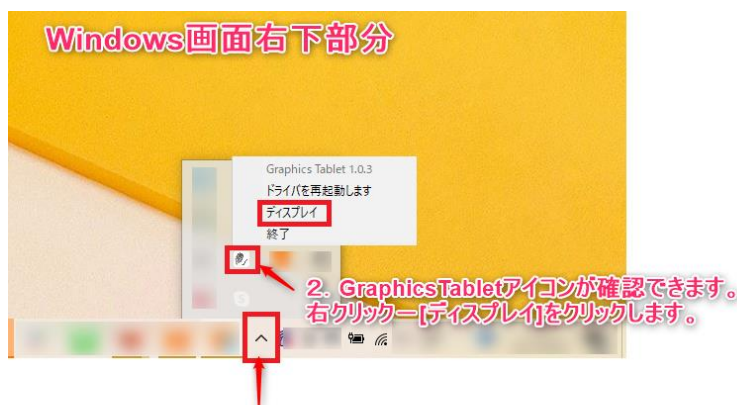 Windows画面右下部分
Graphics Tablet 1.0.3
ドライバを再起動します
ディスプレイ
終了
2. GraphicsTabletアイコンが確認できます。
右クリックー[ディスプレイ]をクリックします。